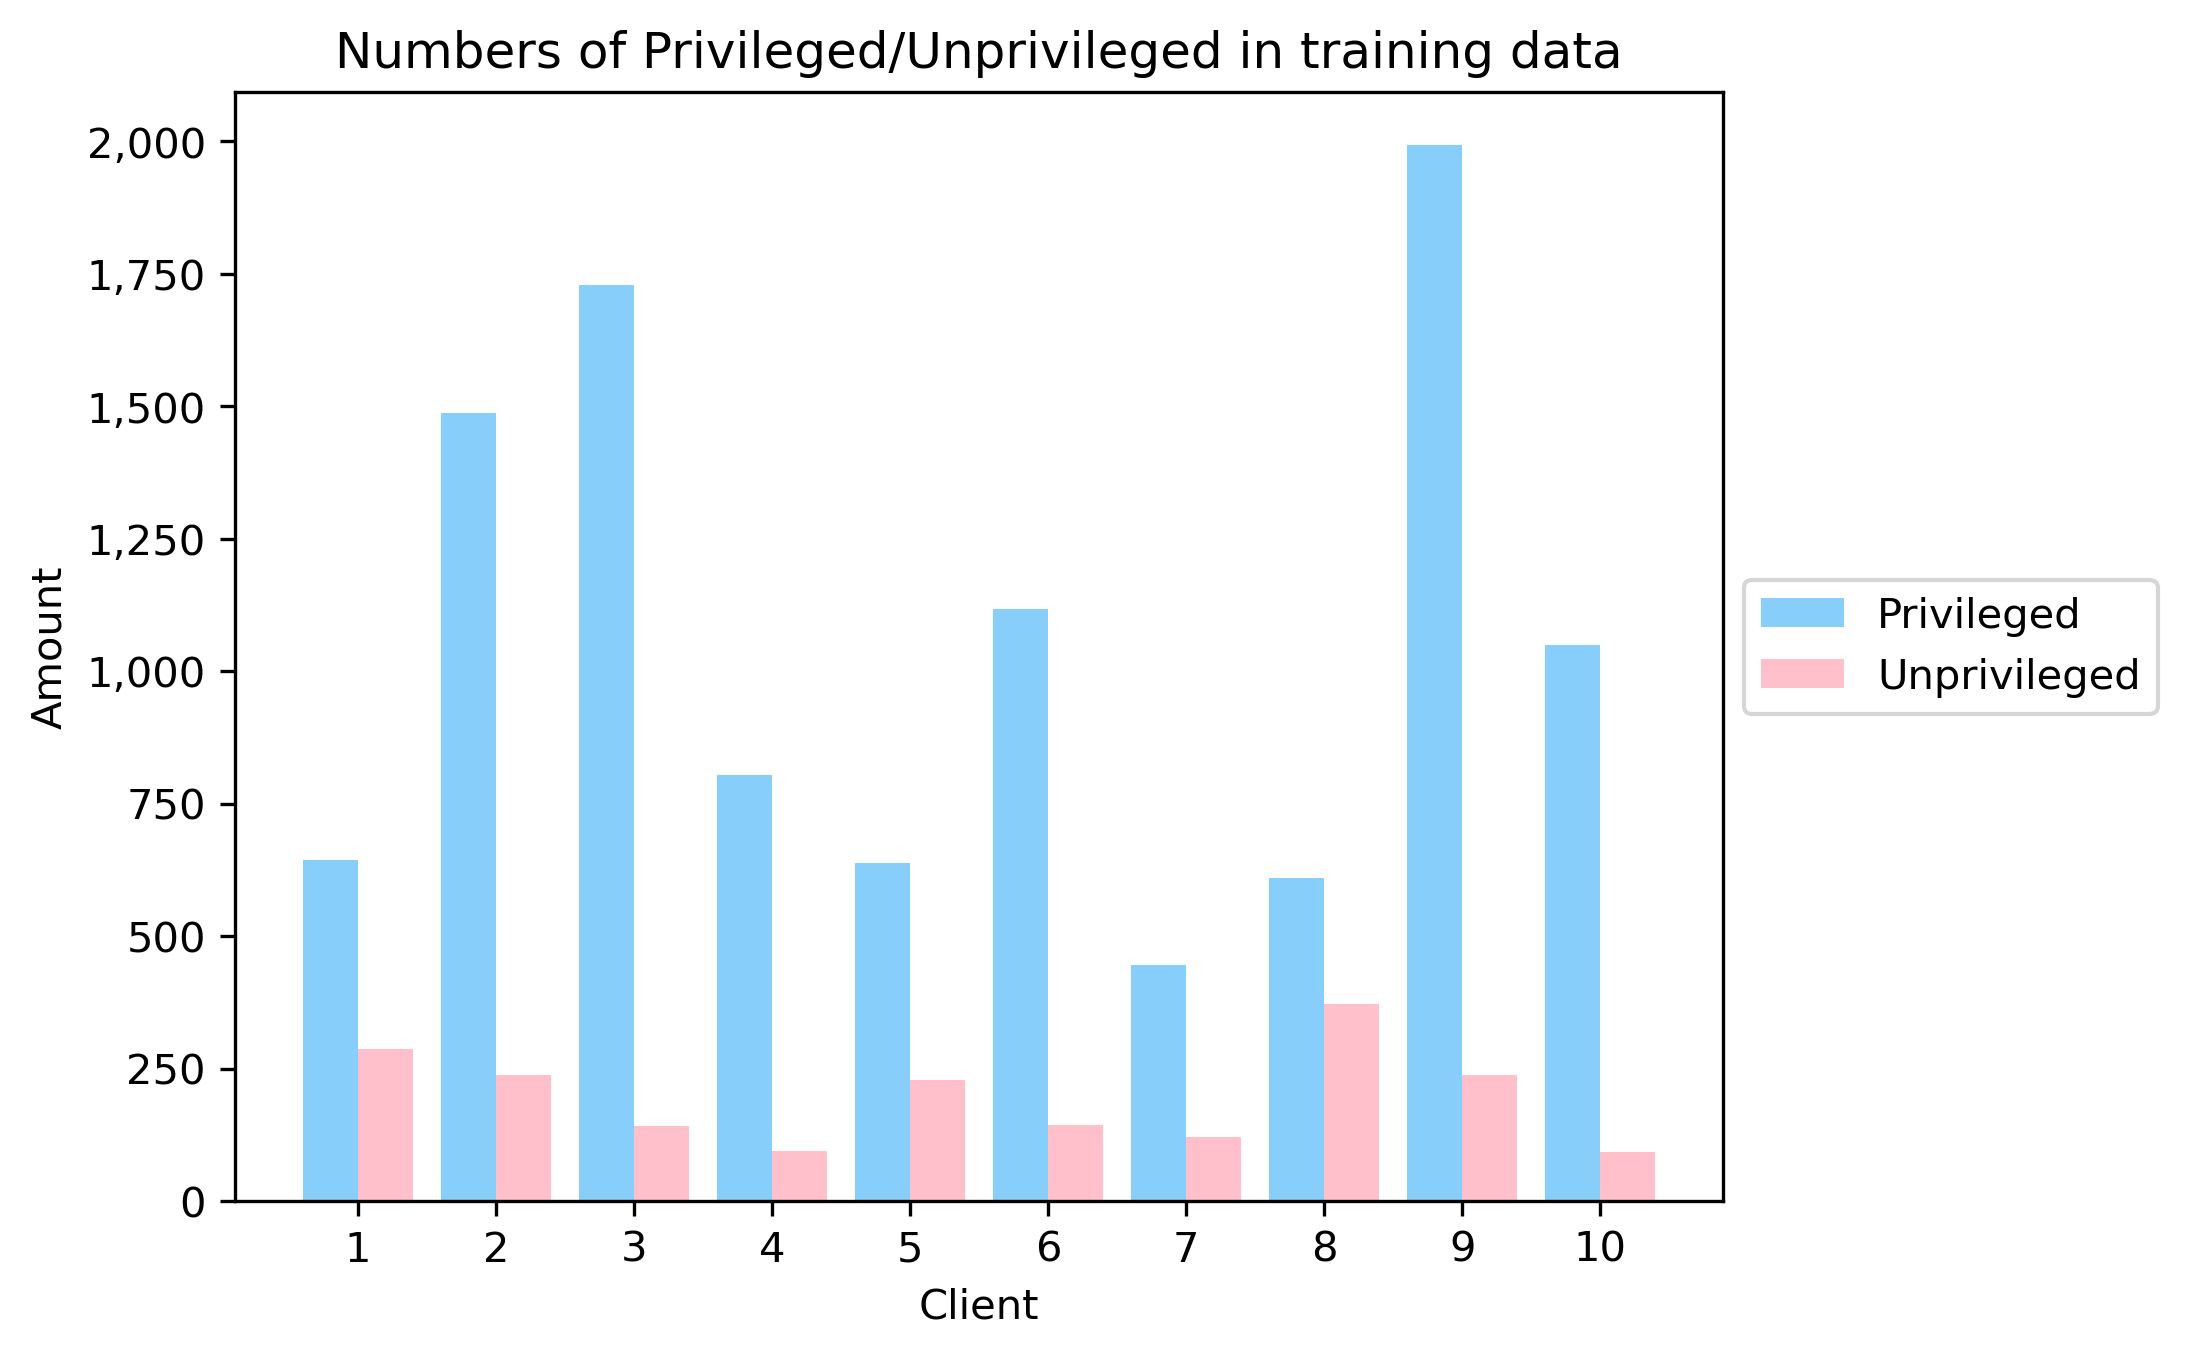 Numbers of Privileged/Unprivileged in training data
2,000
1,750
1,500
1,250
1,000
750
500
250
0
Amount
1 2 3 4 5 6 7 8 9 10
Client
Privileged
Unprivileged